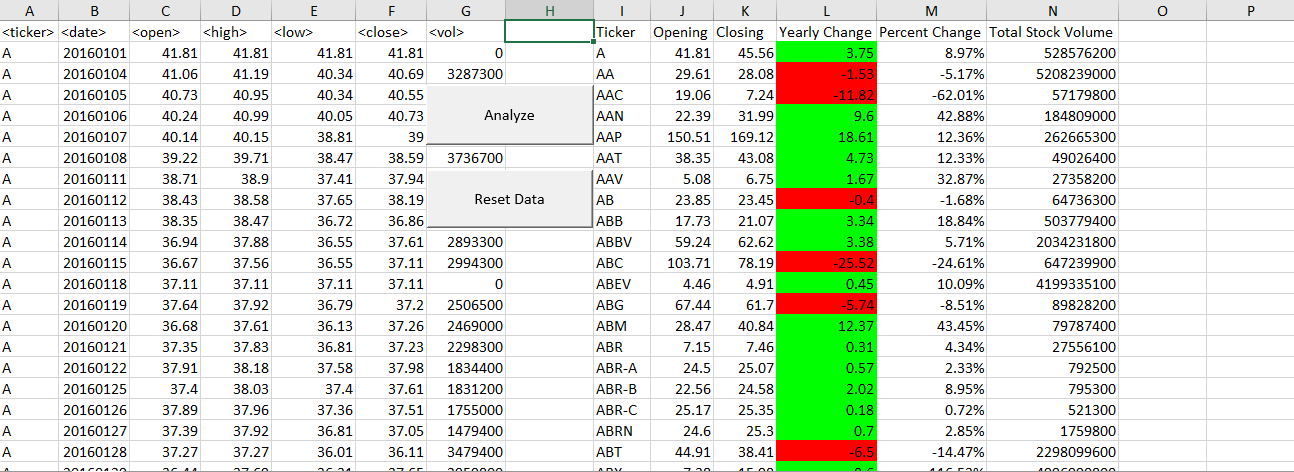 A B C D E F G H I J K L M N O P
<ticker> <date> <open> <high> <low> <close> <vol> Ticker Opening Closing Yearly Change Percent Change Total Stock Volume
A 20160101 41.81 41.81 41.81 41.81 0 A 41.81 45.56 3.75 8.97% 528576200
A 20160104 41.06 41.19 40.34 40.69 3287300 AA 29.61 28.08 -1.53 -5.17% 5208239000
A 20160105 40.73 40.95 40.34 40.55 AAC 19.06 7.24 -11.82 -62.01% 57179800
A 20160106 40.24 40.99 40.05 40.73 Analyze AAN 22.39 31.99 9.6 42.88% 184809000
A 20160107 40.14 40.15 38.81 39 AAP 150.51 169.12 18.61 12.36% 262665300
A 20160108 39.22 39.71 38.47 38.59 3736700 AAT 38.35 43.08 4.73 12.33% 49026400
A 20160111 38.71 38.9 37.41 37.94 AAV 5.08 6.75 1.67 32.87% 27358200
A 20160112 38.43 38.58 37.65 38.19 Reset Data AB 23.85 23.45 -0.4 -1.68% 64736300
A 20160113 38.35 38.47 36.72 36.86 ABB 17.73 21.07 3.34 18.84% 503779400
A 20160114 36.94 37.88 36.55 37.61 2893300 ABBV 59.24 62.62 3.38 5.71% 2034231800
A 20160115 36.67 37.56 36.55 37.11 2994300 ABC 103.71 78.19 -25.52 -24.61% 647239900
A 20160118 37.11 37.11 37.11 37.11 0 ABEV 4.46 4.91 0.45 10.09% 4199335100
A 20160119 37.64 37.92 36.79 37.2 2506500 ABG 67.44 61.7 -5.74 -8.51% 89828200
A 20160120 36.68 37.61 36.13 37.26 2469000 ABM 28.47 40.84 12.37 43.45% 79787400
A 20160121 37.35 37.83 36.81 37.23 2298300 ABR 7.15 7.46 0.31 4.34% 27556100
A 20160122 37.91 38.18 37.58 37.98 1834400 ABR-A 24.5 25.07 0.57 2.33% 792500
A 20160125 37.4 38.03 37.4 37.61 1831200 ABR-B 22.56 24.58 2.02 8.95% 795300
A 20160126 37.89 37.96 37.36 37.51 1755000 ABR-C 25.17 25.35 0.18 0.72% 521300
A 20160127 37.39 37.92 36.81 37.05 1479400 ABRN 24.6 25.3 0.7 2.85% 1759800
A 20160128 37.27 37.27 36.01 36.11 3479400 ABT 44.91 38.41 -6.5 -14.47% 2298099600